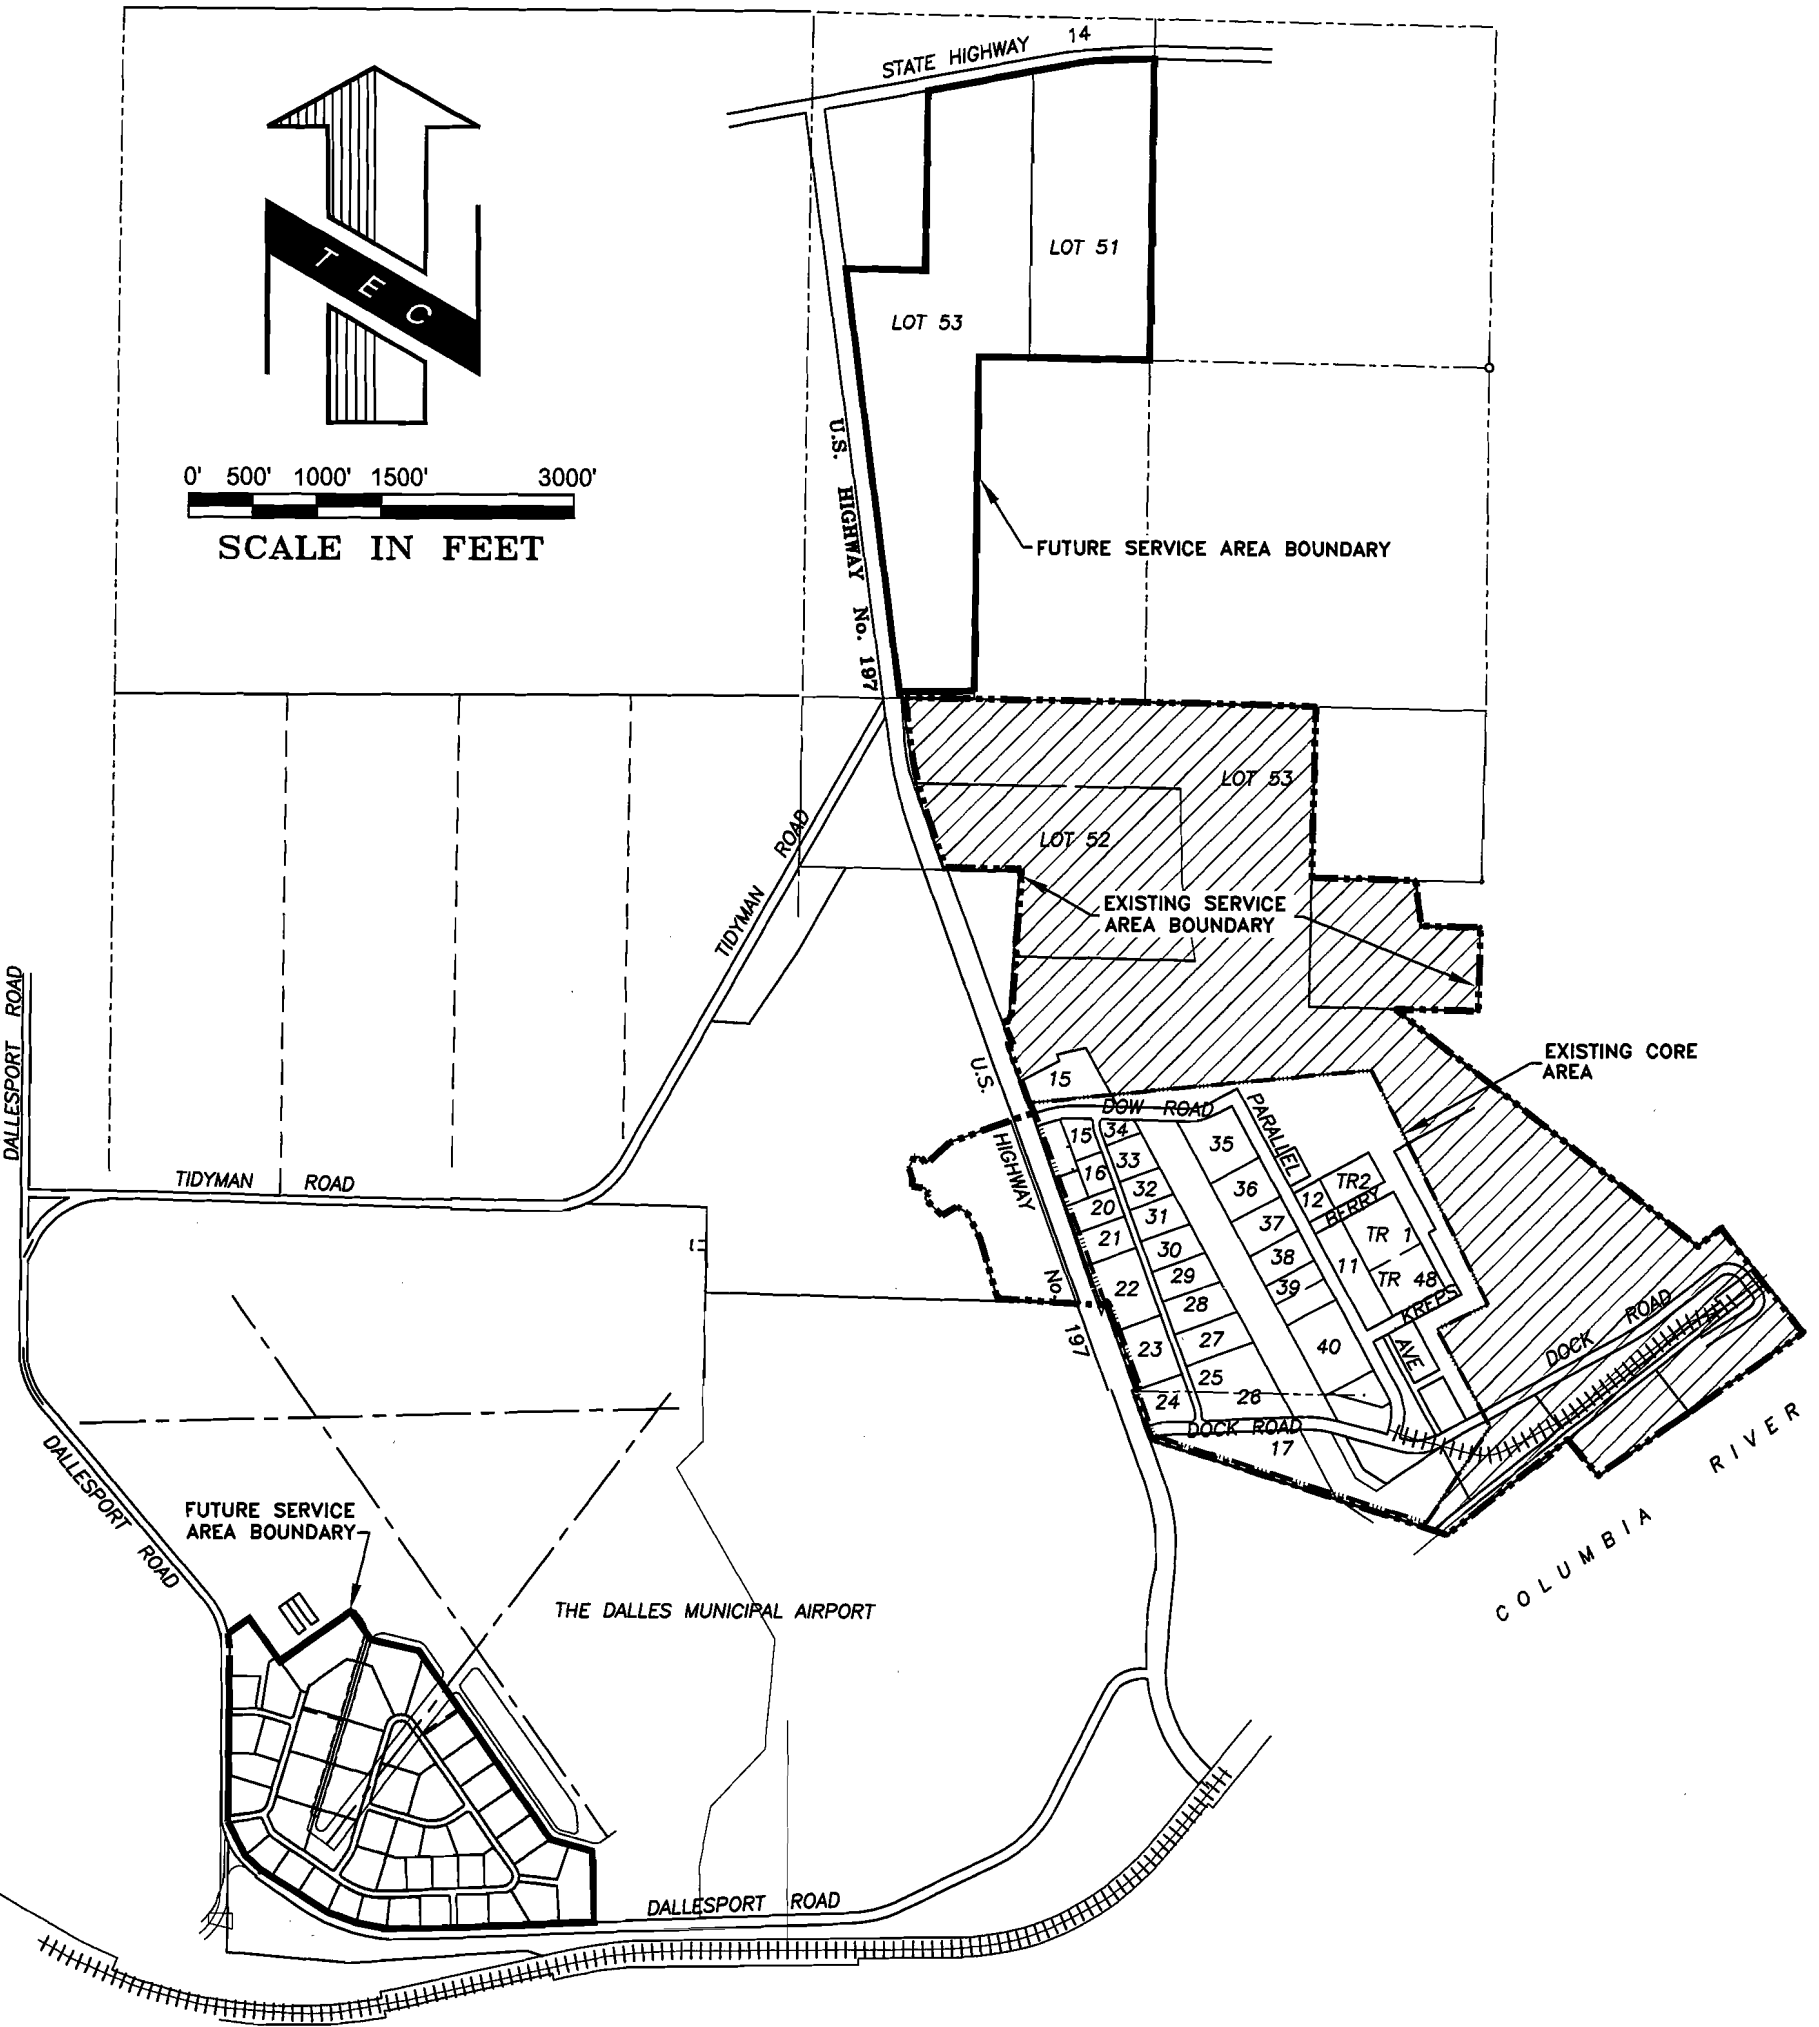 STATE HIGHWAY 14
T E C
LOT 51
LOT 53
0' 500' 1000' 1500' 3000'
SCALE IN FEET
U.S. HIGHWAY No. 197
FUTURE SERVICE AREA BOUNDARY
LOT 53
LOT 52
TIDYMAN ROAD
EXISTING SERVICE
AREA BOUNDARY
DALLESPORT ROAD
EXISTING CORE
AREA
U.S. HIGHWAY No. 197
15
DOW ROAD
PARALLEL
15
34
35
33
16
TIDYMAN ROAD
32
36
12
TR2
BERRY
20
31
37
TR 1
21
30
38
11
29
39
TR 48
22
28
KREPS
AVE
27
40
23
25
24
26
DOCK ROAD
DOCK ROAD
17
COLUMBIA RIVER
DALLESPORT ROAD
FUTURE SERVICE
AREA BOUNDARY
THE DALLES MUNICIPAL AIRPORT
DALLESPORT ROAD